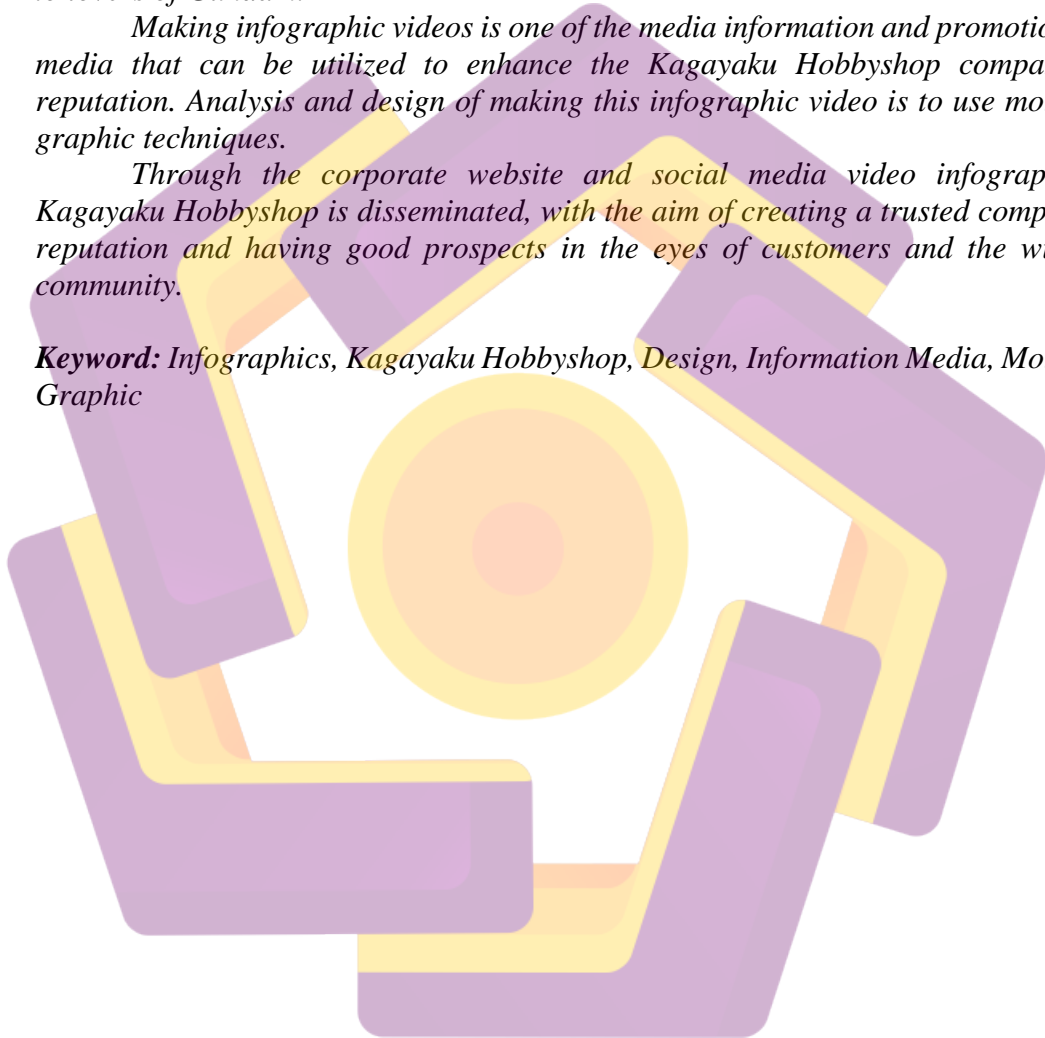 Making infographic videos is one of the media information and promotio
media that can be utilized to enhance the Kagayaku Hobbyshop compa
reputation. Analysis and design of making this infographic video is to use mo
graphic techniques.
Through the corporate website and social media video infograp
Kagayaku Hobbyshop is disseminated, with the aim of creating a trusted comp
reputation and having good prospects in the eyes of customers and the wi
community.
Keyword: Infographics, Kagayaku Hobbyshop, Design, Information Media, Mo
Graphic